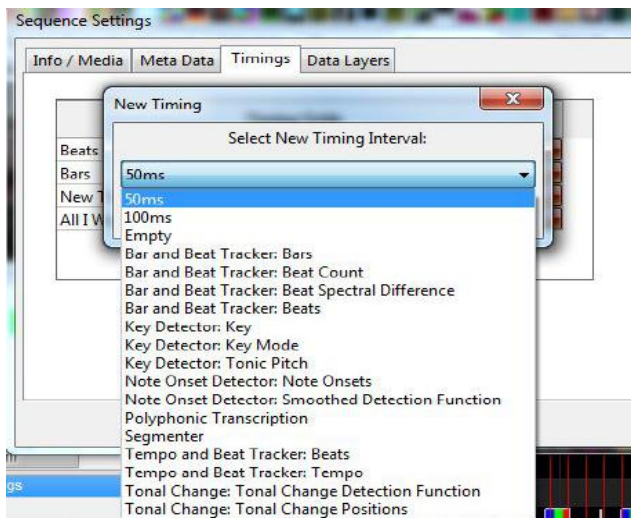 Sequence Settings
Info / Media Meta Data Timings Data Layers
New Timing
Select New Timing Interval:
Beats
Bars
New
All I W
50ms
50ms
100ms
Empty
Bar and Beat Tracker: Bars
Bar and Beat Tracker: Beat Count
Bar and Beat Tracker: Beat Spectral Difference
Bar and Beat Tracker: Beats
Key Detector: Key
Key Detector: Key Mode
Key Detector: Tonic Pitch
Note Onset Detector: Note Onsets
Note Onset Detector: Smoothed Detection Function
Polyphonic Transcription
Segmenter
Tempo and Beat Tracker: Beats
Tempo and Beat Tracker: Tempo
Tonal Change: Tonal Change Detection Function
Tonal Change: Tonal Change Positions
gs